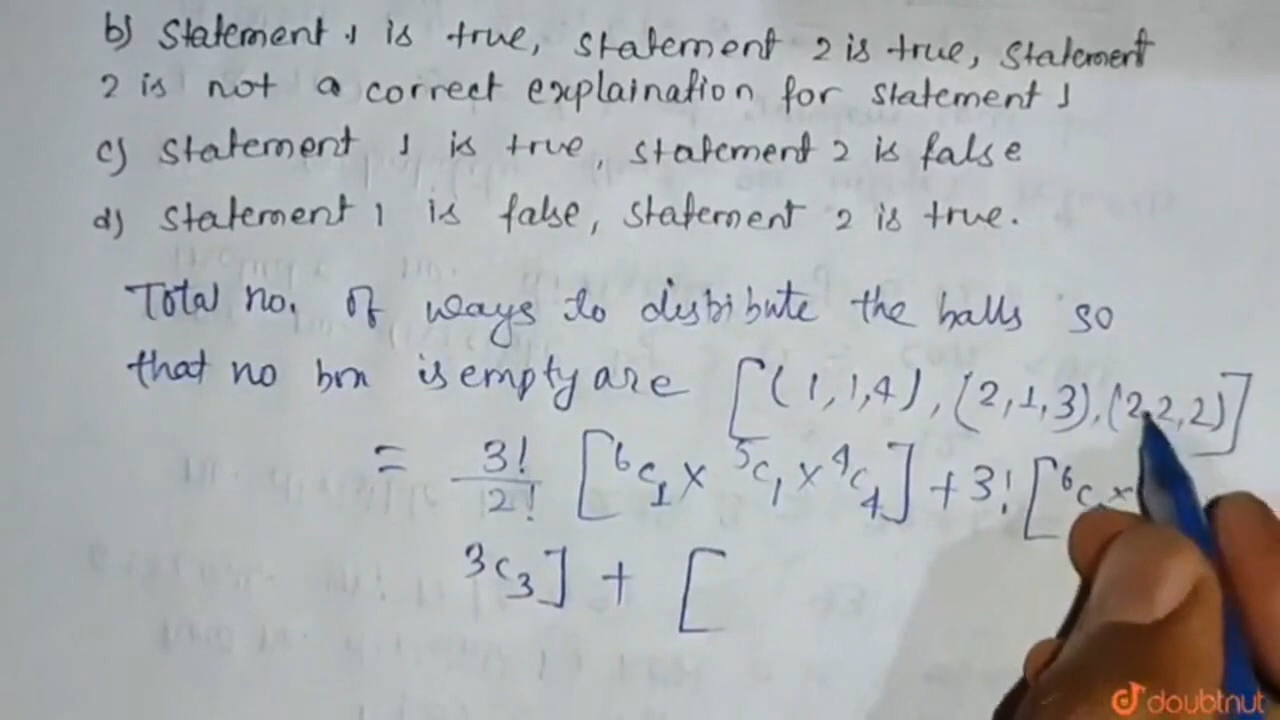 b) Statement 1 is true, Statement 2 is true, Statement
2 is not a correct explaination for Statement 1
c) Statement 1 is true, Statement 2 is false
d) Statement 1 is false, Statement 2 is true.
Total no. of ways to distribute the balls so
that no box is empty are [(1,1,4), (2,1,3), (2,2,2)]
= 3!/2! [⁶C₁ × ⁵C₁ × ⁴C₄] + 3! [⁶C ×
³C₃] + [
doubtnut